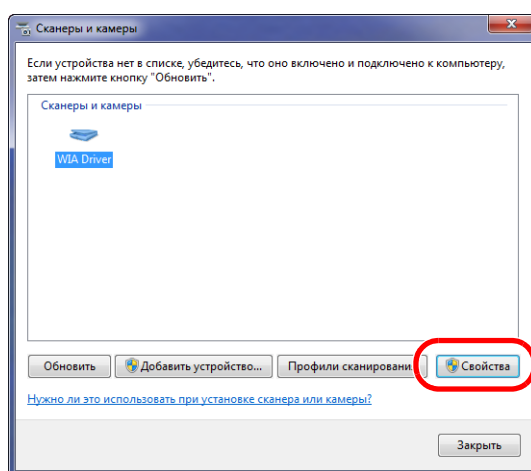 Сканеры и камеры
Если устройства нет в списке, убедитесь, что оно включено и подключено к компьютеру,
затем нажмите кнопку "Обновить".
Сканеры и камеры
WIA Driver
Обновить Добавить устройство... Профили сканировани... Свойства
Нужно ли это использовать при установке сканера или камеры?
Закрыть